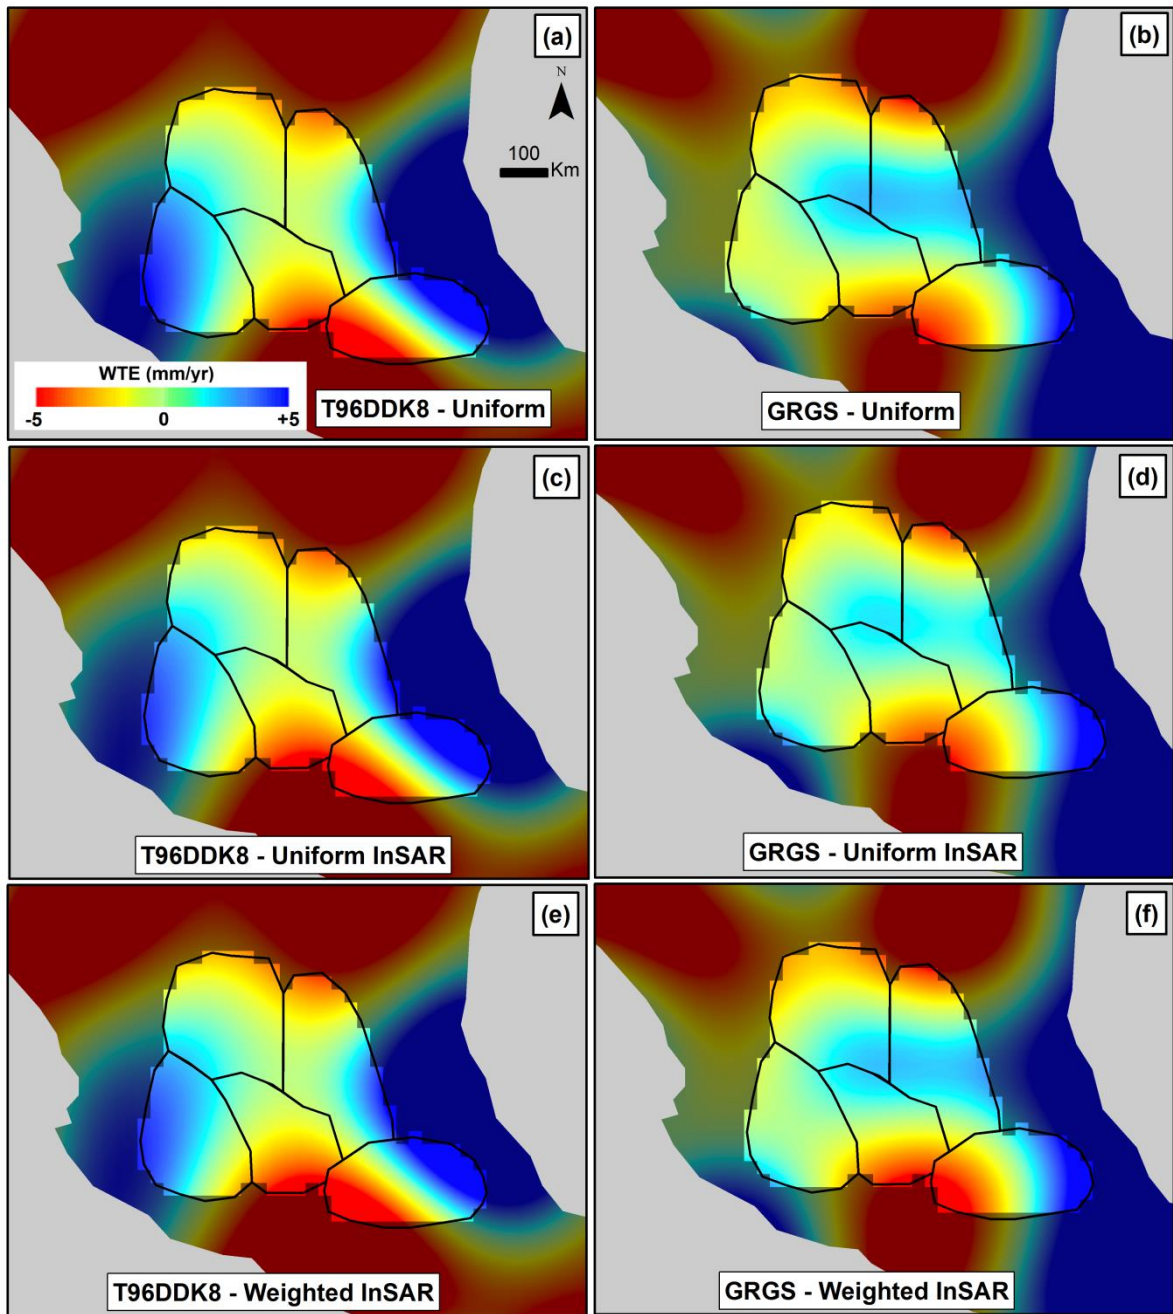 (a)
N
100
Km
WTE (mm/yr)
-5 0 +5
T96DDK8 - Uniform
(b)
GRGS - Uniform
(c)
T96DDK8 - Uniform InSAR
(d)
GRGS - Uniform InSAR
(e)
T96DDK8 - Weighted InSAR
(f)
GRGS - Weighted InSAR